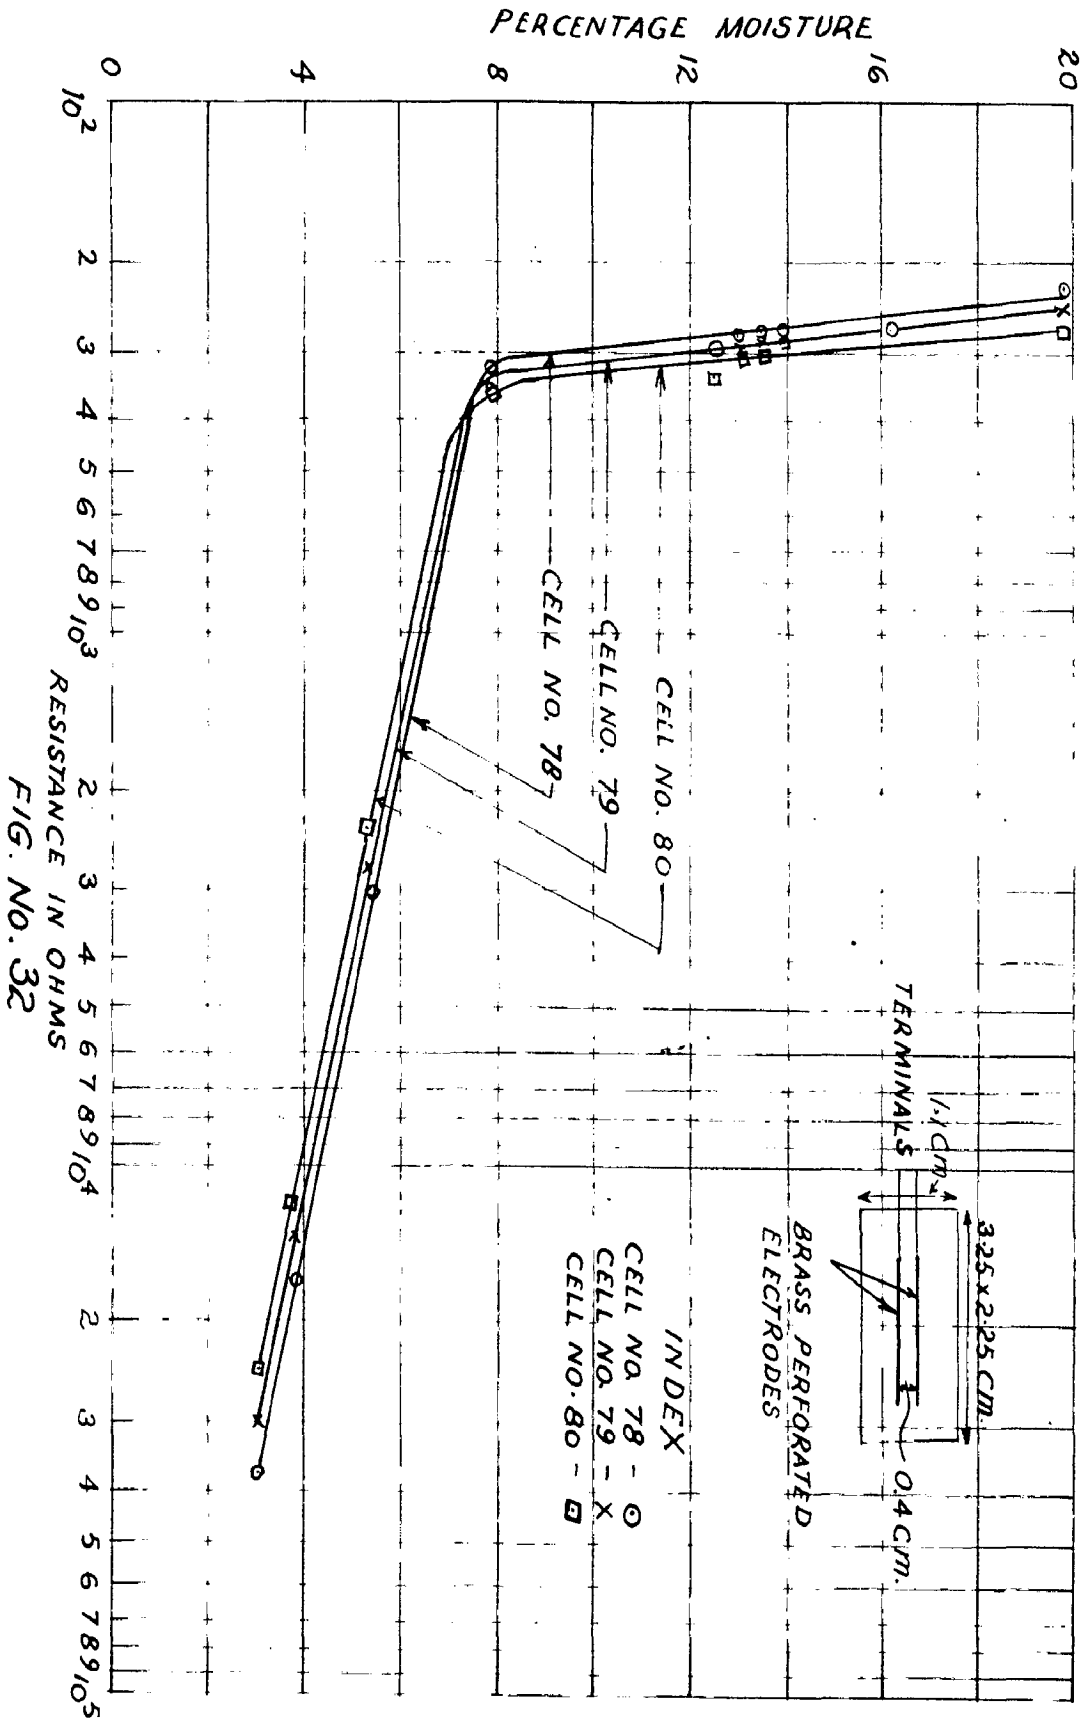 PERCENTAGE MOISTURE
0 4 8 12 16 20
10² 2 3 4 5 6 7 8 9 10³ 2 3 4 5 6 7 8 9 10⁴ 2 3 4 5 6 7 8 9 10⁵
CELL NO. 78
CELL NO. 79
CELL NO. 80
TERMINALS
1.1 Cm.
3.25 x 2.25 CM.
0.4 CM.
BRASS PERFORATED
ELECTRODES
INDEX
CELL NO. 78 - ⊙
CELL NO. 79 - X
CELL NO. 80 - ⊡
RESISTANCE IN OHMS
FIG. NO. 32